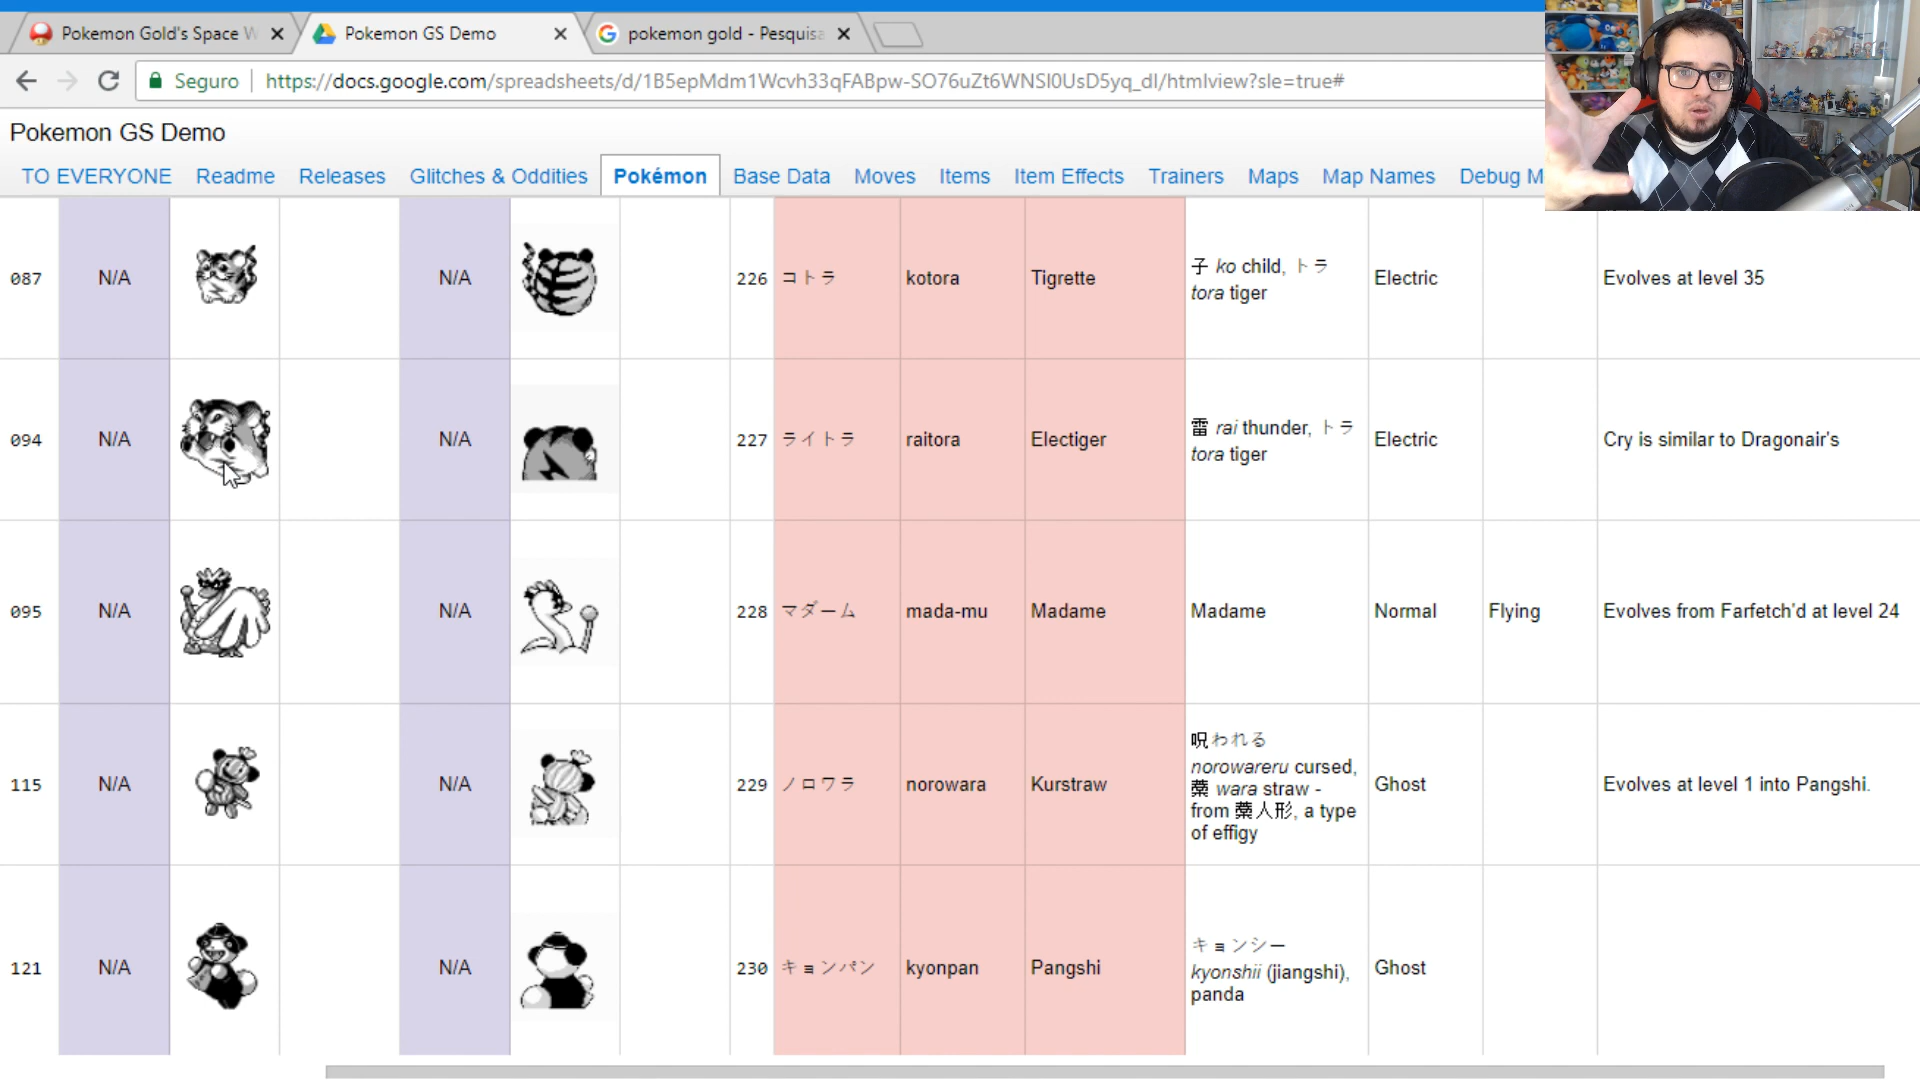 Pokemon Gold's Space W
Pokemon GS Demo
pokemon gold - Pesquisa
Seguro
https://docs.google.com/spreadsheets/d/1B5epMdm1Wcvh33qFABpw-SO76uZt6WNSl0UsD5yq_dI/htmlview?sle=true#
Pokemon GS Demo
TO EVERYONE Readme Releases Glitches & Oddities Pokémon Base Data Moves Items Item Effects Trainers Maps Map Names Debug M
087 N/A N/A 226 コトラ kotora Tigrette 子 ko child, トラ
tora tiger Electric Evolves at level 35
094 N/A N/A 227 ライトラ raitora Electiger 雷 rai thunder, トラ
tora tiger Electric Cry is similar to Dragonair's
095 N/A N/A 228 マダーム mada-mu Madame Madame Normal Flying Evolves from Farfetch'd at level 24
115 N/A N/A 229 ノロワラ norowara Kurstraw 呪われる
norowareru cursed,
藁 wara straw -
from 藁人形, a type
of effigy Ghost Evolves at level 1 into Pangshi.
121 N/A N/A 230 キョンパン kyonpan Pangshi キョンシー
kyonshii (jiangshi),
panda Ghost